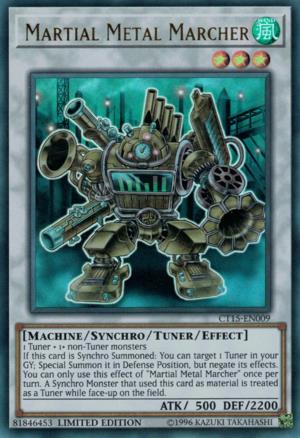 MARTIAL METAL MARCHER
WIND
風
CT15-EN009
[MACHINE/SYNCHRO/TUNER/EFFECT]
1 Tuner + 1+ non-Tuner monsters
If this card is Synchro Summoned: You can target 1 Tuner in your
GY; Special Summon it in Defense Position, but negate its effects.
You can only use this effect of "Martial Metal Marcher" once per
turn. A Synchro Monster that used this card as material is treated
as a Tuner while face-up on the field.
ATK/ 500 DEF/2200
81846453 LIMITED EDITION ©1996 KAZUKI TAKAHASHI